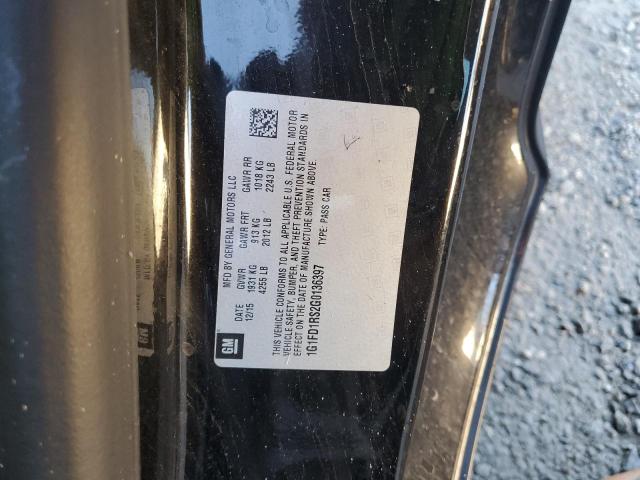 MFD BY GENERAL MOTORS LLC
DATE GVWR GAWR FRT GAWR RR
12/15 1931 KG 913 KG 1018 KG
4255 LB 2012 LB 2243 LB
THIS VEHICLE CONFORMS TO ALL APPLICABLE U.S. FEDERAL MOTOR
VEHICLE SAFETY, BUMPER, AND THEFT PREVENTION STANDARDS IN
EFFECT ON THE DATE OF MANUFACTURE SHOWN ABOVE.
1G1FD1RS2G0136397 TYPE: PASS CAR
GM